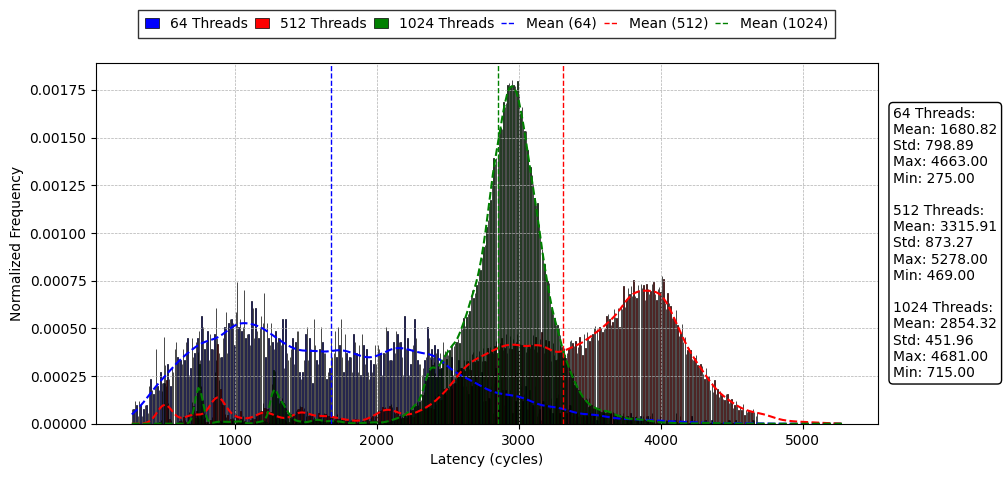 64 Threads 512 Threads 1024 Threads Mean (64) Mean (512) Mean (1024)
0.00175
0.00150
0.00125
0.00100
0.00075
0.00050
0.00025
0.00000
Normalized Frequency
1000 2000 3000 4000 5000
Latency (cycles)
64 Threads:
Mean: 1680.82
Std: 798.89
Max: 4663.00
Min: 275.00
512 Threads:
Mean: 3315.91
Std: 873.27
Max: 5278.00
Min: 469.00
1024 Threads:
Mean: 2854.32
Std: 451.96
Max: 4681.00
Min: 715.00